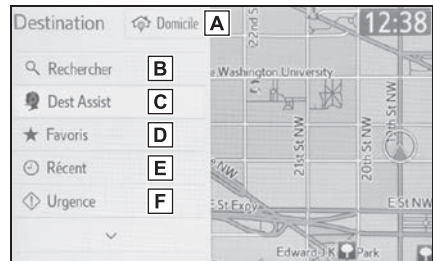 Destination
Domicile
A
12:38
Rechercher B
Dest Assist C
Favoris D
Récent E
Urgence F
22nd S
e Washington University
21st St NW
20th St NW
19th St NW
NW
E St Expy
E St NW
Edward J K
Park